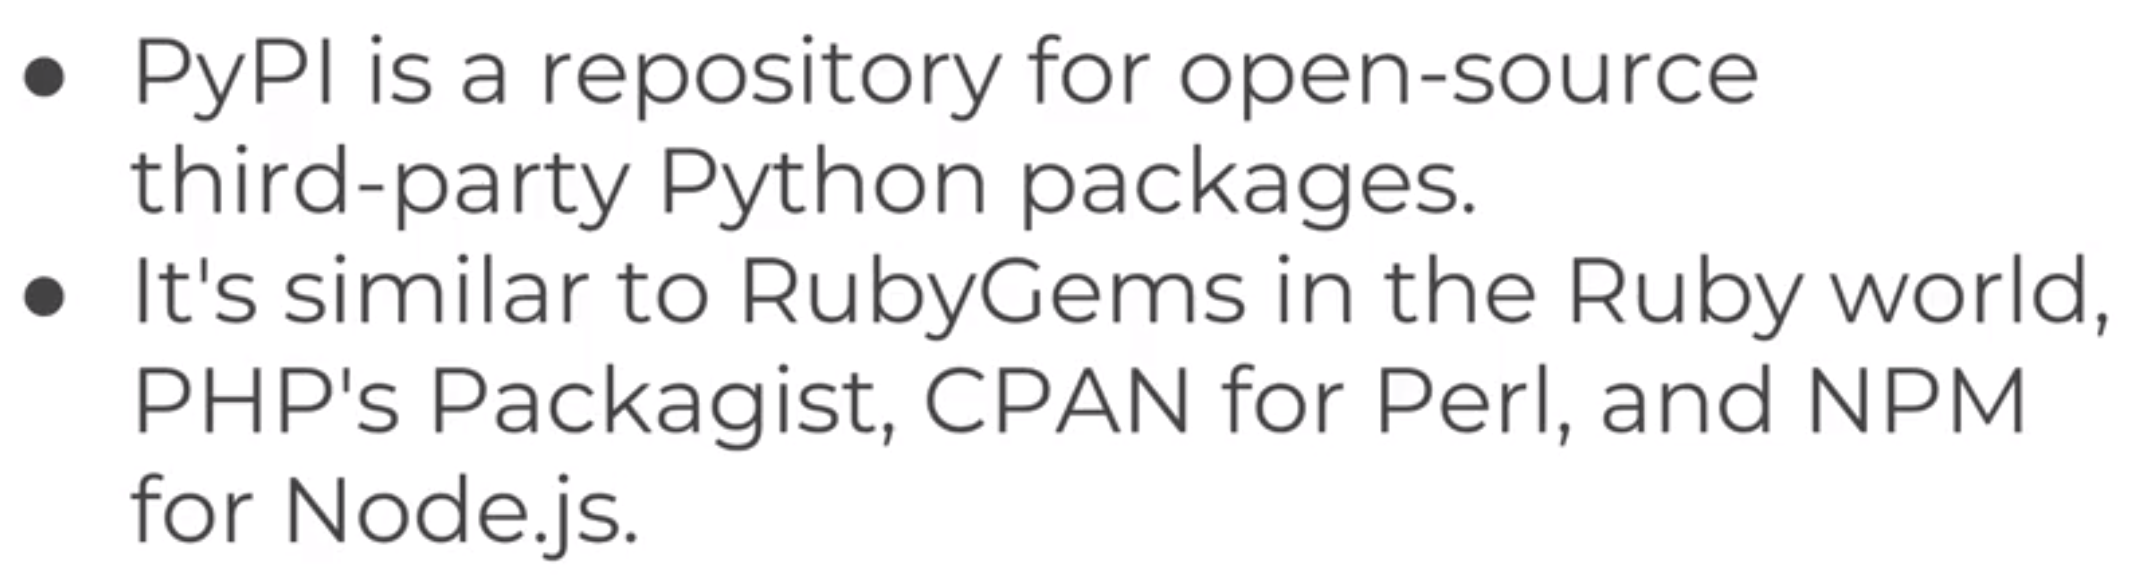 • PyPI is a repository for open-source
third-party Python packages.
• It's similar to RubyGems in the Ruby world,
PHP's Packagist, CPAN for Perl, and NPM
for Node.js.